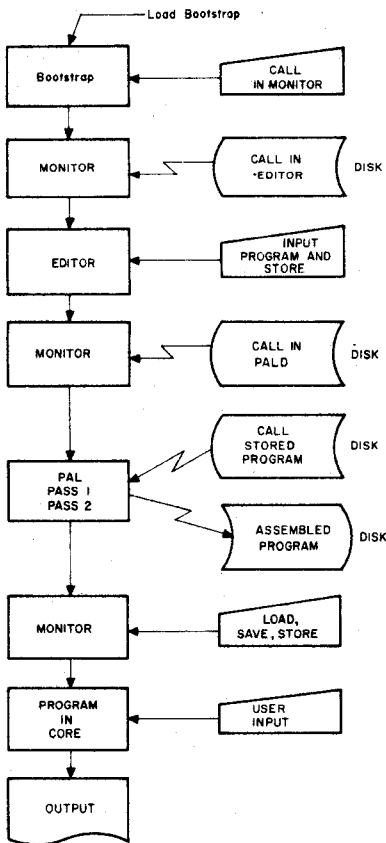 Load Bootstrap
Bootstrap
CALL
IN MONITOR
MONITOR
CALL IN
EDITOR
DISK
EDITOR
INPUT
PROGRAM AND
STORE
MONITOR
CALL IN
PALD
DISK
CALL
STORED
PROGRAM
DISK
PAL
PASS 1
PASS 2
ASSEMBLED
PROGRAM
DISK
MONITOR
LOAD,
SAVE, STORE
PROGRAM
IN
CORE
USER
INPUT
OUTPUT